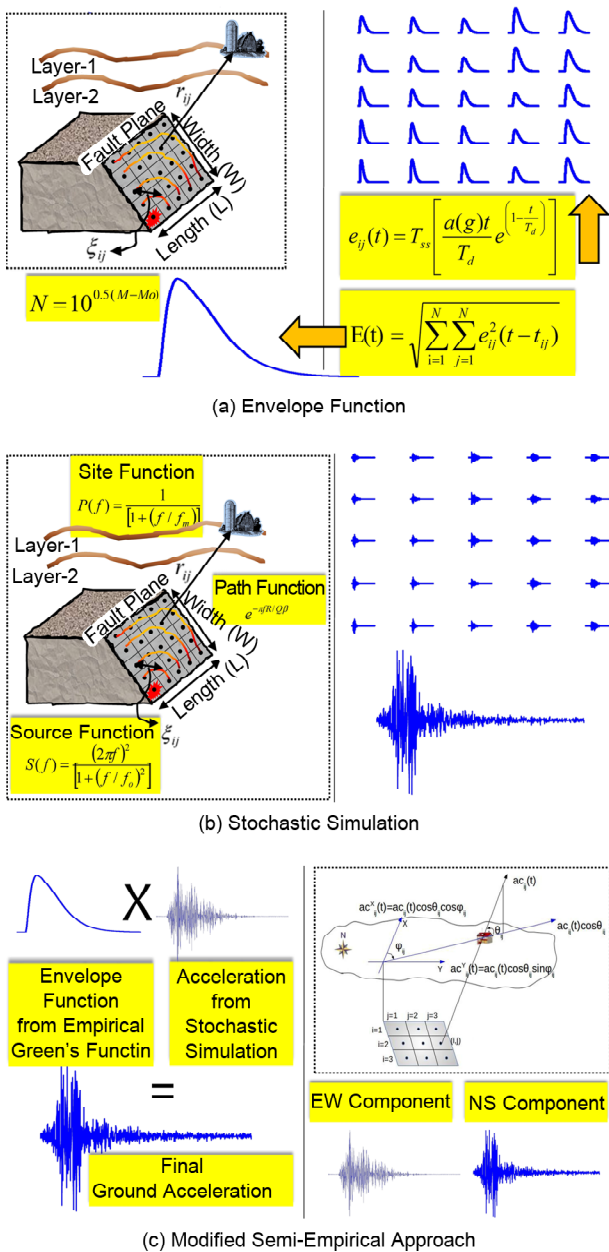 Layer-1
Layer-2
r_ij
Fault Plane
Width (W)
Length (L)
ξ_ij
N = 10^{0.5(M−Mo)}
e_ij(t) = T_ss [ a(g)t / T_d e^{(1−t/T_d)} ]
E(t) = √( ∑_{i=1}^{N} ∑_{j=1}^{N} e_ij^2 (t − t_ij) )
(a) Envelope Function
Site Function
P(f) = 1 / [1 + (f / f_m)]
Layer-1
Layer-2
r_ij
Path Function
Fault Plane
Width (W)
Length (L)
Source Function
ξ_ij
S(f) = (2πf)^2 / [1 + (f / f_o)^2]
(b) Stochastic Simulation
X
Envelope
Function
from Empirical
Green's Functin
Acceleration
from
Stochastic
Simulation
=
Final
Ground Acceleration
ac_ij(t)
ac^X_ij(t)=ac_ij(t)cosθ_ij cosφ_ij
X
ac_ij(t)cosθ_ij
θ_ij
N
φ_ij
Y
ac^Y_ij(t)=ac_ij(t)cosθ_ij sinφ_ij
j=1 j=2 j=3
i=1
i=2
(i,j)
i=3
EW Component
NS Component
(c) Modified Semi-Empirical Approach